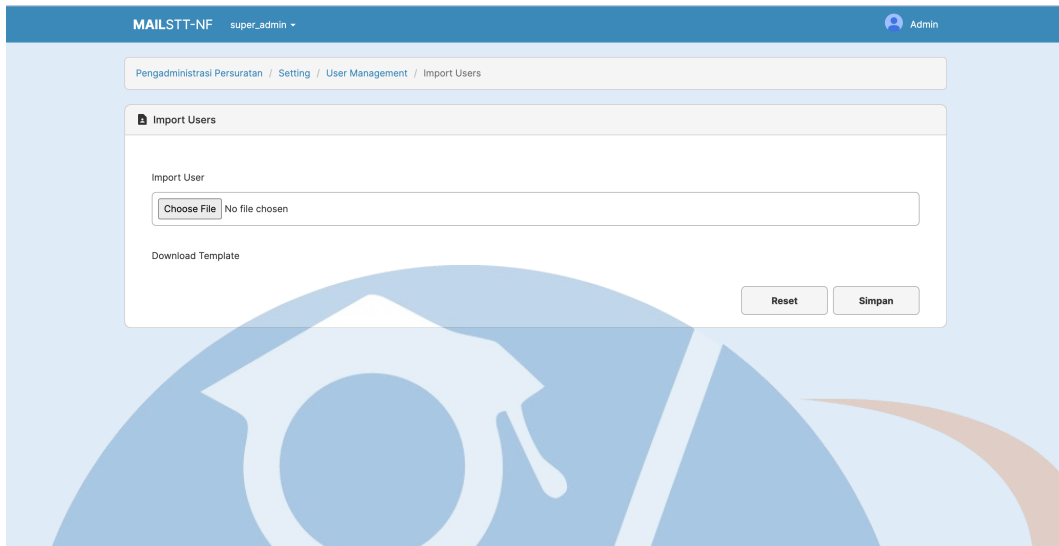 MAILSTT-NF super_admin Admin
Pengadministrasi Persuratan / Setting / User Management / Import Users
Import Users
Import User
Choose File No file chosen
Download Template
Reset Simpan